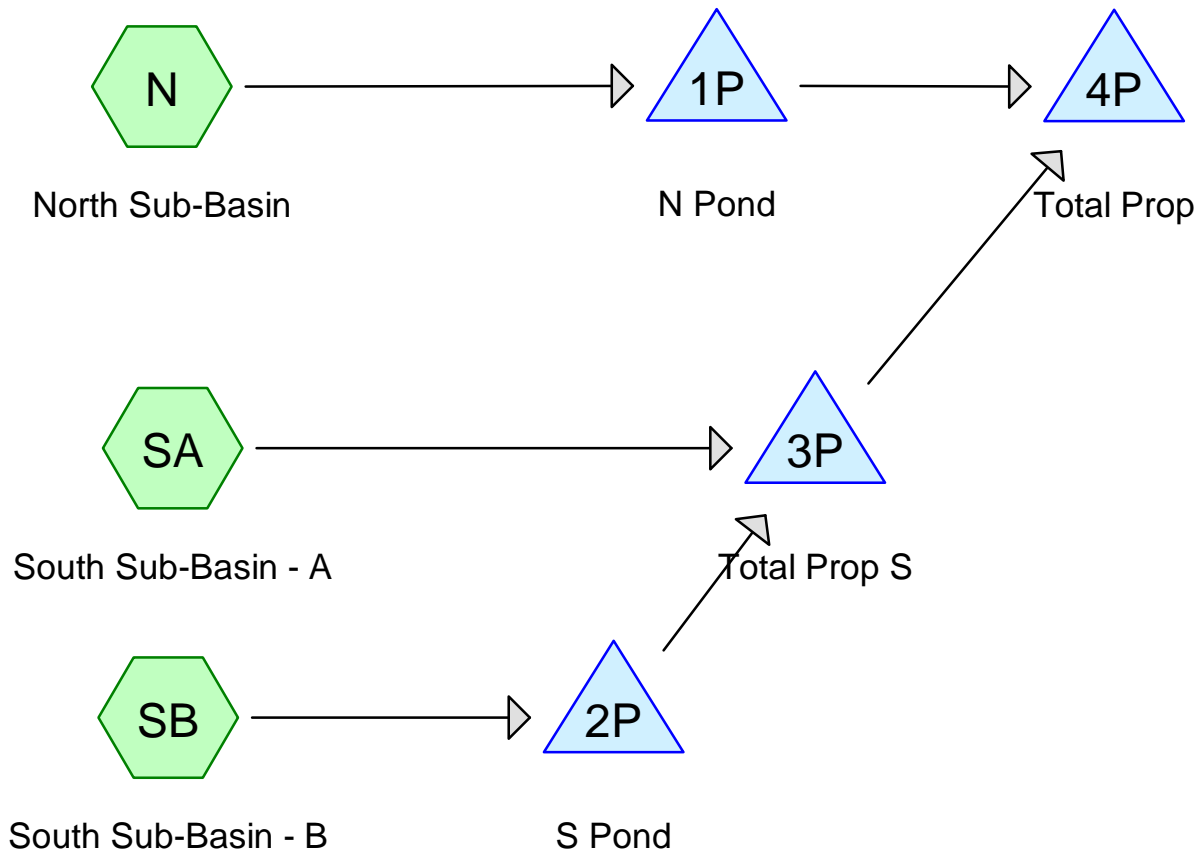 N
1P
4P
North Sub-Basin
N Pond
Total Prop
SA
3P
South Sub-Basin - A
Total Prop S
SB
2P
South Sub-Basin - B
S Pond